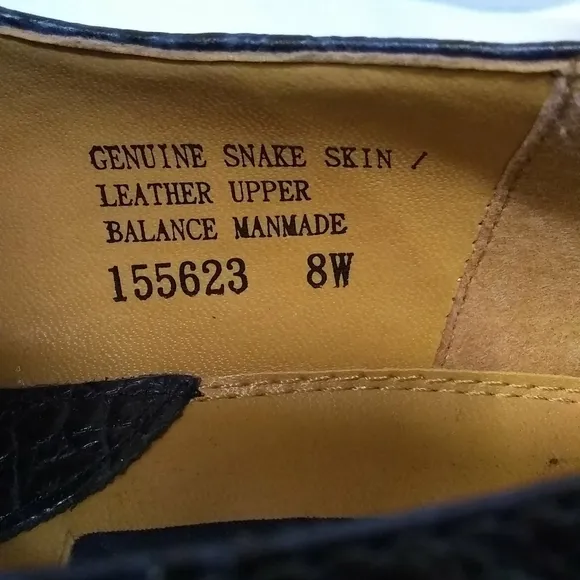 GENUINE SNAKE SKIN /
LEATHER UPPER
BALANCE MANMADE
155623 8W